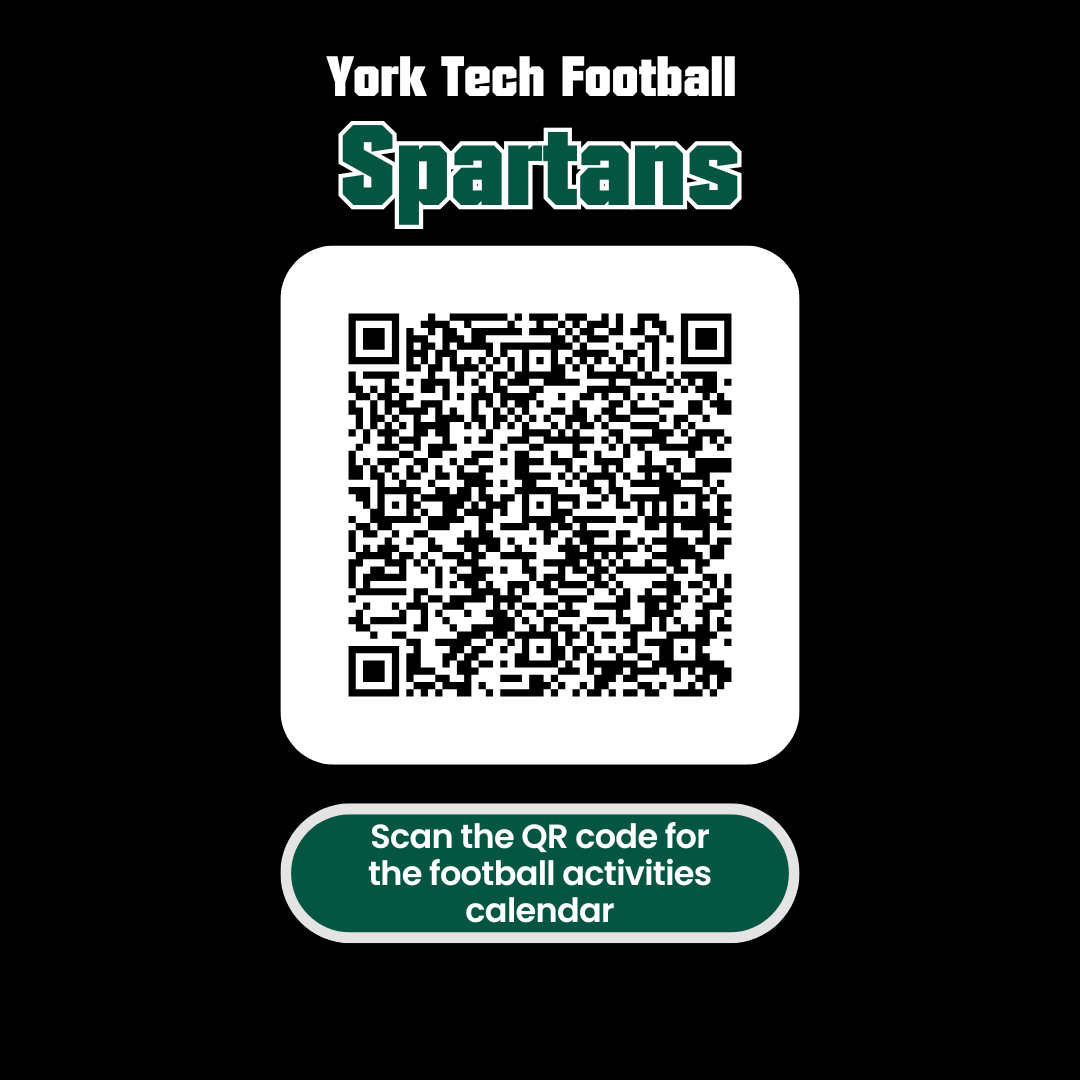 York Tech Football
Spartans
Scan the QR code for
the football activities
calendar